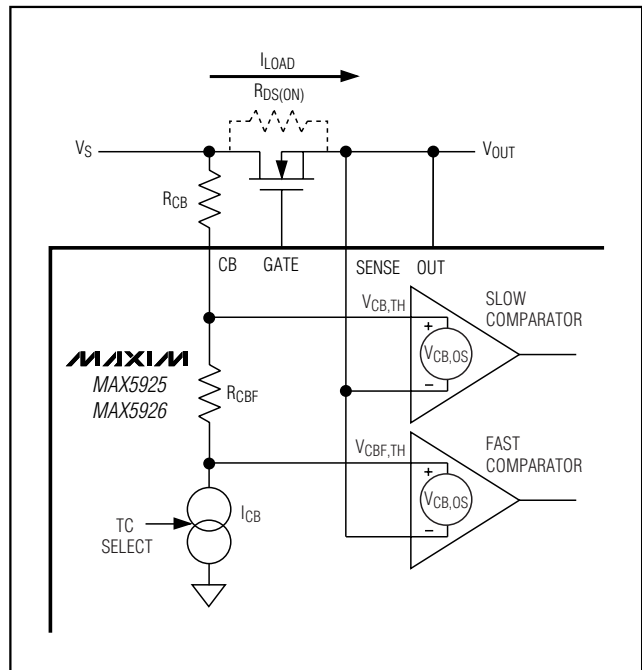 ILOAD
RDS(ON)
VS
VOUT
RCB
CB GATE SENSE OUT
VCB,TH
SLOW
COMPARATOR
+
VCB,OS
−
MAXIM
MAX5925
MAX5926
RCBF
VCBF,TH
FAST
COMPARATOR
+
VCB,OS
−
ICB
TC
SELECT